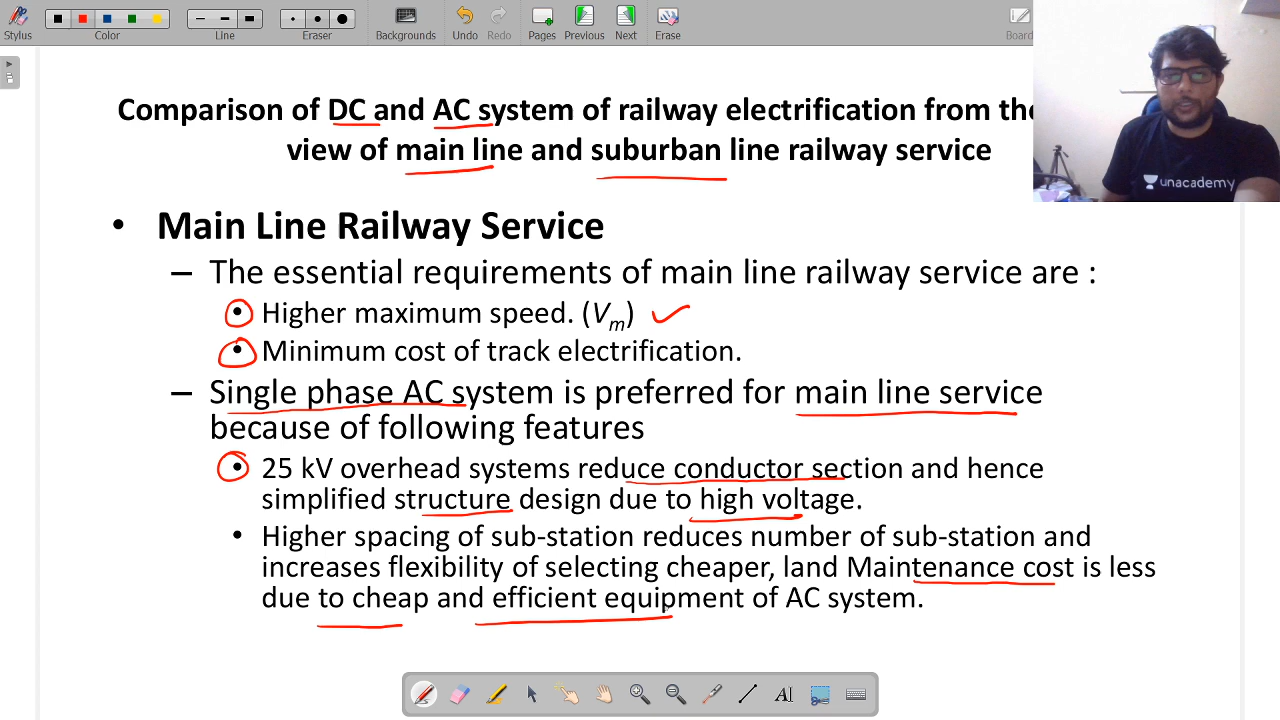 Stylus
Color
Line
Eraser
Backgrounds
Undo
Redo
Pages
Previous
Next
Erase
Board
unacademy
Comparison of DC and AC system of railway electrification from the
view of main line and suburban line railway service
• Main Line Railway Service
– The essential requirements of main line railway service are :
• Higher maximum speed. (Vm)
• Minimum cost of track electrification.
– Single phase AC system is preferred for main line service
because of following features
• 25 kV overhead systems reduce conductor section and hence
simplified structure design due to high voltage.
• Higher spacing of sub-station reduces number of sub-station and
increases flexibility of selecting cheaper, land Maintenance cost is less
due to cheap and efficient equipment of AC system.
AI